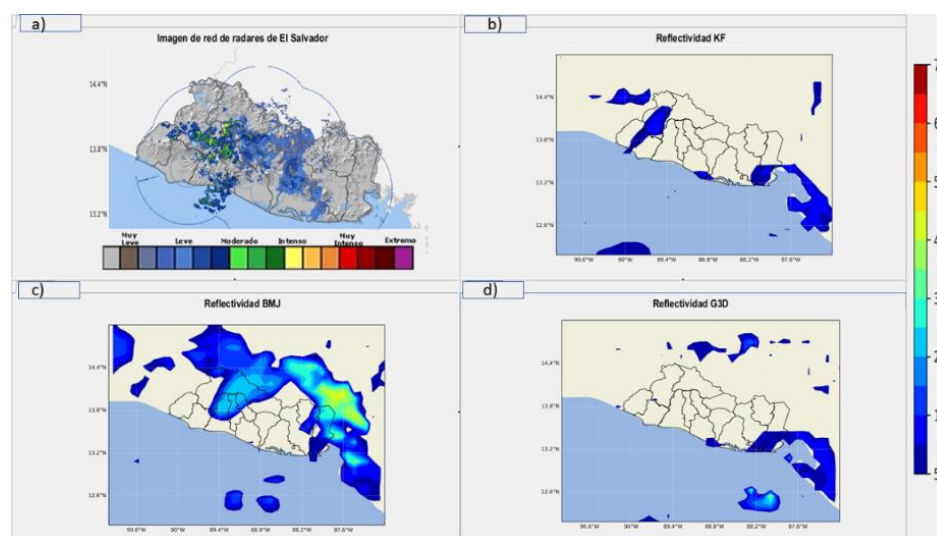 a)
Imagen de red de radares de El Salvador
14.4°N
13.8°N
13.2°N
Muy Leve
Leve
Moderado
Intenso
Muy Intenso
Extremo
b)
Reflectividad KF
14.4°N
13.8°N
13.2°N
12.6°N
90.6°W 90°W 89.4°W 88.8°W 88.2°W 87.6°W
c)
Reflectividad BMJ
14.4°N
13.8°N
13.2°N
12.6°N
90.6°W 90°W 89.4°W 88.8°W 88.2°W 87.6°W
d)
Reflectividad G3D
14.4°N
13.8°N
13.2°N
12.6°N
90.6°W 90°W 89.4°W 88.8°W 88.2°W 87.6°W
5